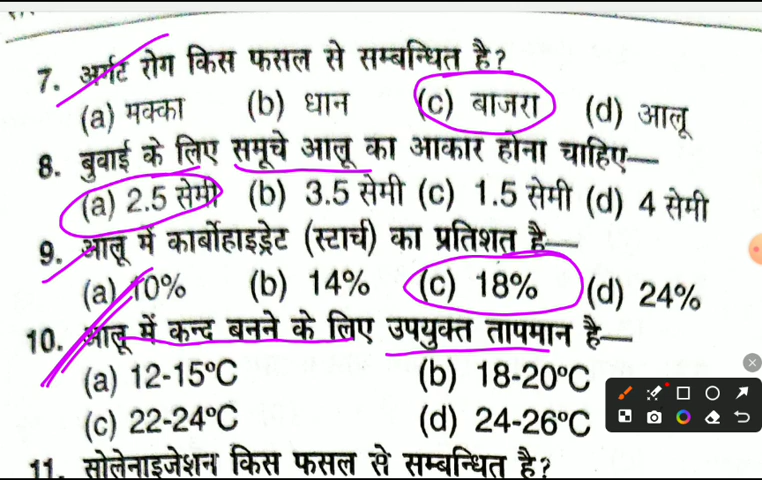 7. अर्गट रोग किस फसल से सम्बन्धित है?
(a) मक्का (b) धान (c) बाजरा (d) आलू
8. बुवाई के लिए समूचे आलू का आकार होना चाहिए—
(a) 2.5 सेमी (b) 3.5 सेमी (c) 1.5 सेमी (d) 4 सेमी
9. आलू में कार्बोहाइड्रेट (स्टार्च) का प्रतिशत है—
(a) 10% (b) 14% (c) 18% (d) 24%
10. आलू में कन्द बनने के लिए उपयुक्त तापमान है—
(a) 12-15°C (b) 18-20°C
(c) 22-24°C (d) 24-26°C
11. सोलेनाइजेशन किस फसल से सम्बन्धित है?